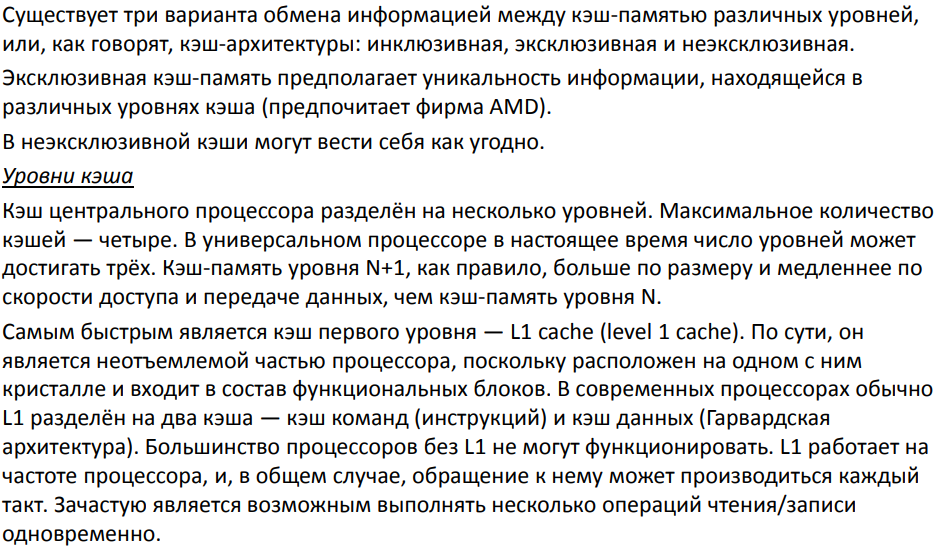 Существует три варианта обмена информацией между кэш-памятью различных уровней,
или, как говорят, кэш-архитектуры: инклюзивная, эксклюзивная и неэксклюзивная.
Эксклюзивная кэш-память предполагает уникальность информации, находящейся в
различных уровнях кэша (предпочитает фирма AMD).
В неэксклюзивной кэши могут вести себя как угодно.
Уровни кэша
Кэш центрального процессора разделён на несколько уровней. Максимальное количество
кэшей — четыре. В универсальном процессоре в настоящее время число уровней может
достигать трёх. Кэш-память уровня N+1, как правило, больше по размеру и медленнее по
скорости доступа и передаче данных, чем кэш-память уровня N.
Самым быстрым является кэш первого уровня — L1 cache (level 1 cache). По сути, он
является неотъемлемой частью процессора, поскольку расположен на одном с ним
кристалле и входит в состав функциональных блоков. В современных процессорах обычно
L1 разделён на два кэша — кэш команд (инструкций) и кэш данных (Гарвардская
архитектура). Большинство процессоров без L1 не могут функционировать. L1 работает на
частоте процессора, и, в общем случае, обращение к нему может производиться каждый
такт. Зачастую является возможным выполнять несколько операций чтения/записи
одновременно.